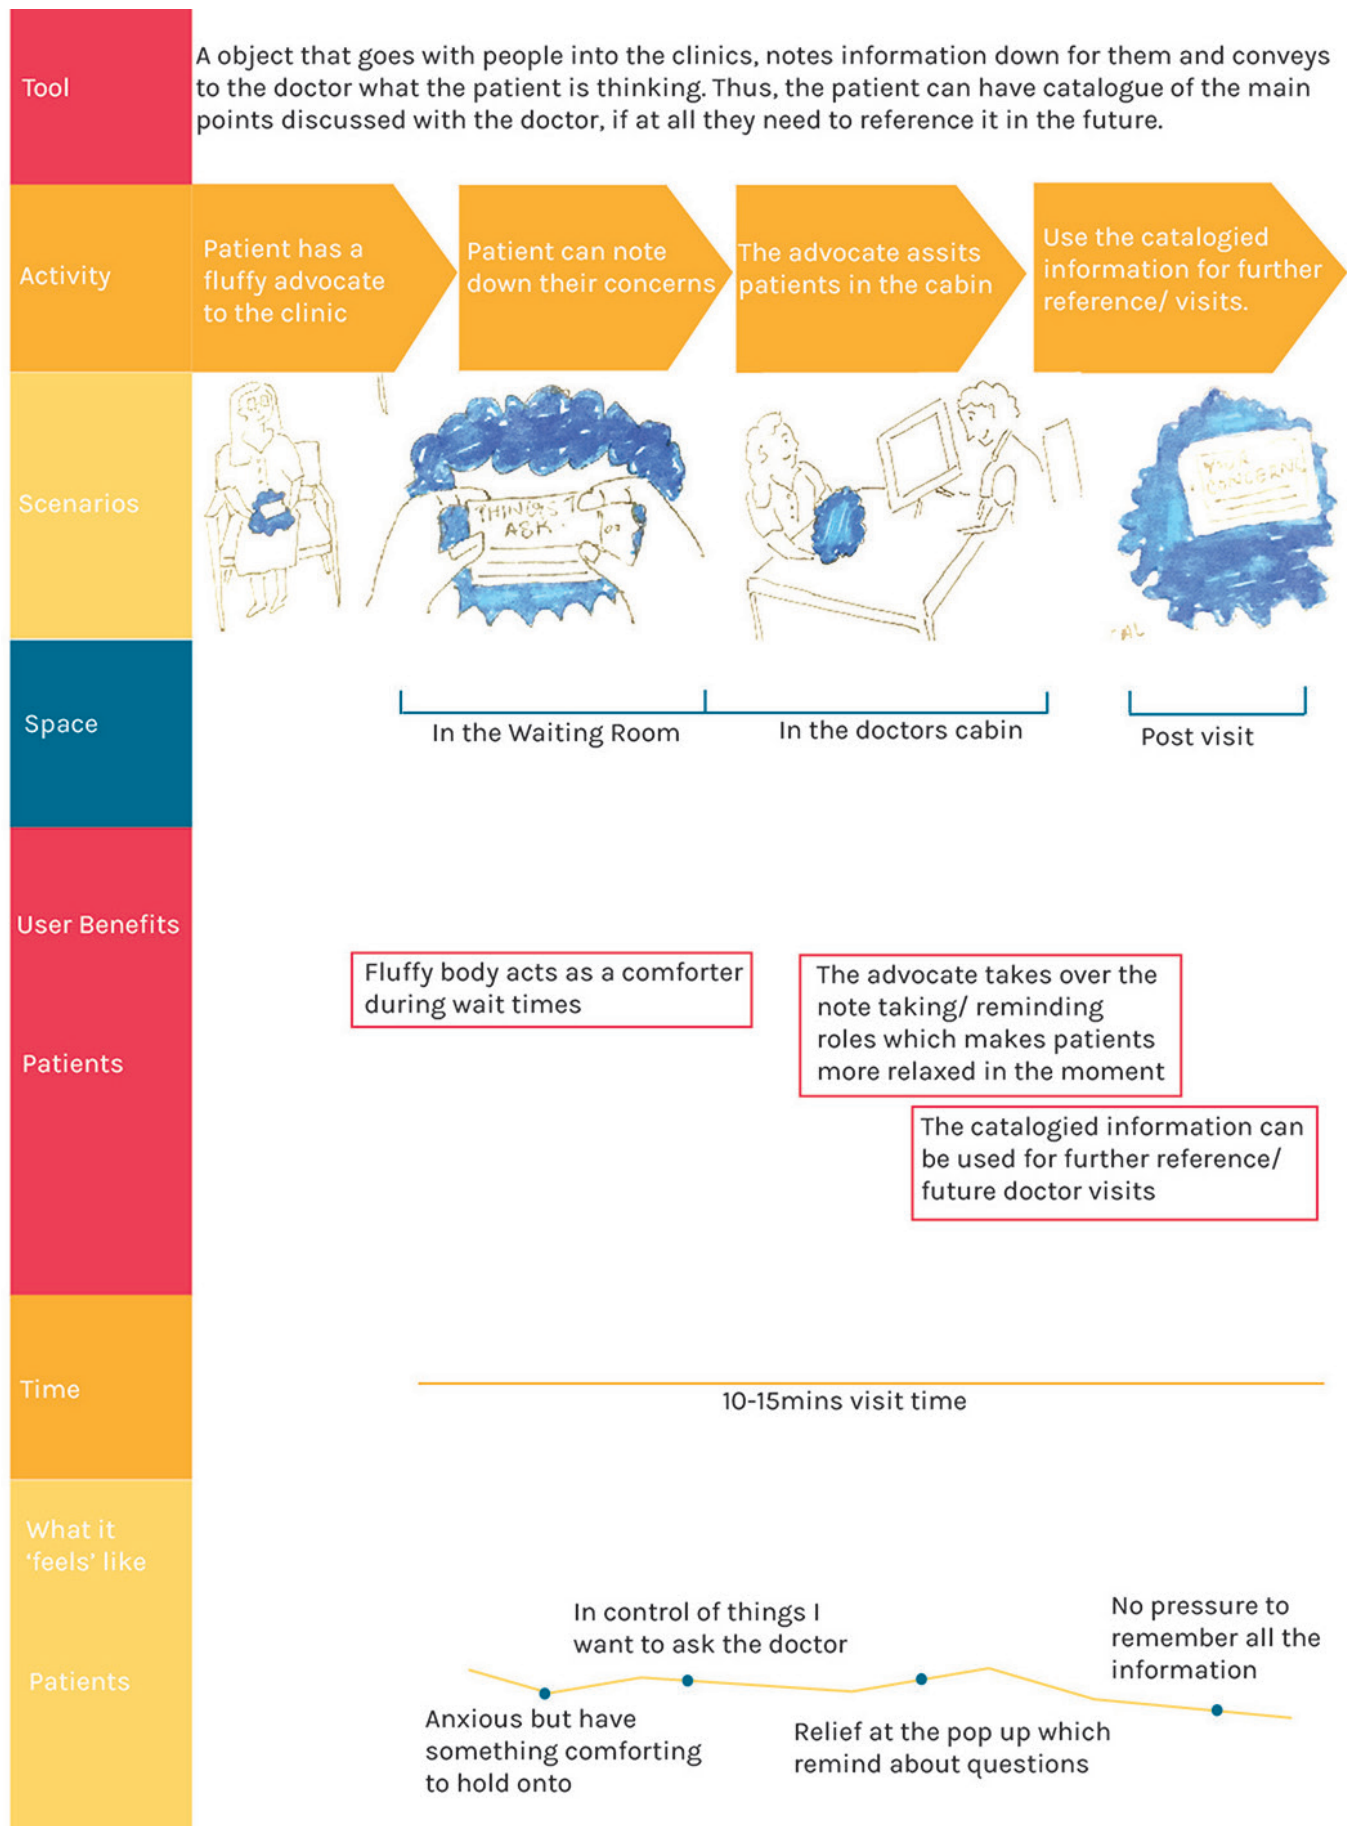 Tool
A object that goes with people into the clinics, notes information down for them and conveys
to the doctor what the patient is thinking. Thus, the patient can have catalogue of the main
points discussed with the doctor, if at all they need to reference it in the future.
Activity
Patient has a
fluffy advocate
to the clinic
Patient can note
down their concerns
The advocate assits
patients in the cabin
Use the catalogied
information for further
reference/ visits.
Scenarios
THINGS T
ASK.
YOUR
CONCERNS
Space
In the Waiting Room
In the doctors cabin
Post visit
User Benefits
Patients
Fluffy body acts as a comforter
during wait times
The advocate takes over the
note taking/ reminding
roles which makes patients
more relaxed in the moment
The catalogied information can
be used for further reference/
future doctor visits
Time
10-15mins visit time
What it
‘feels’ like
Patients
In control of things I
want to ask the doctor
No pressure to
remember all the
information
Anxious but have
something comforting
to hold onto
Relief at the pop up which
remind about questions